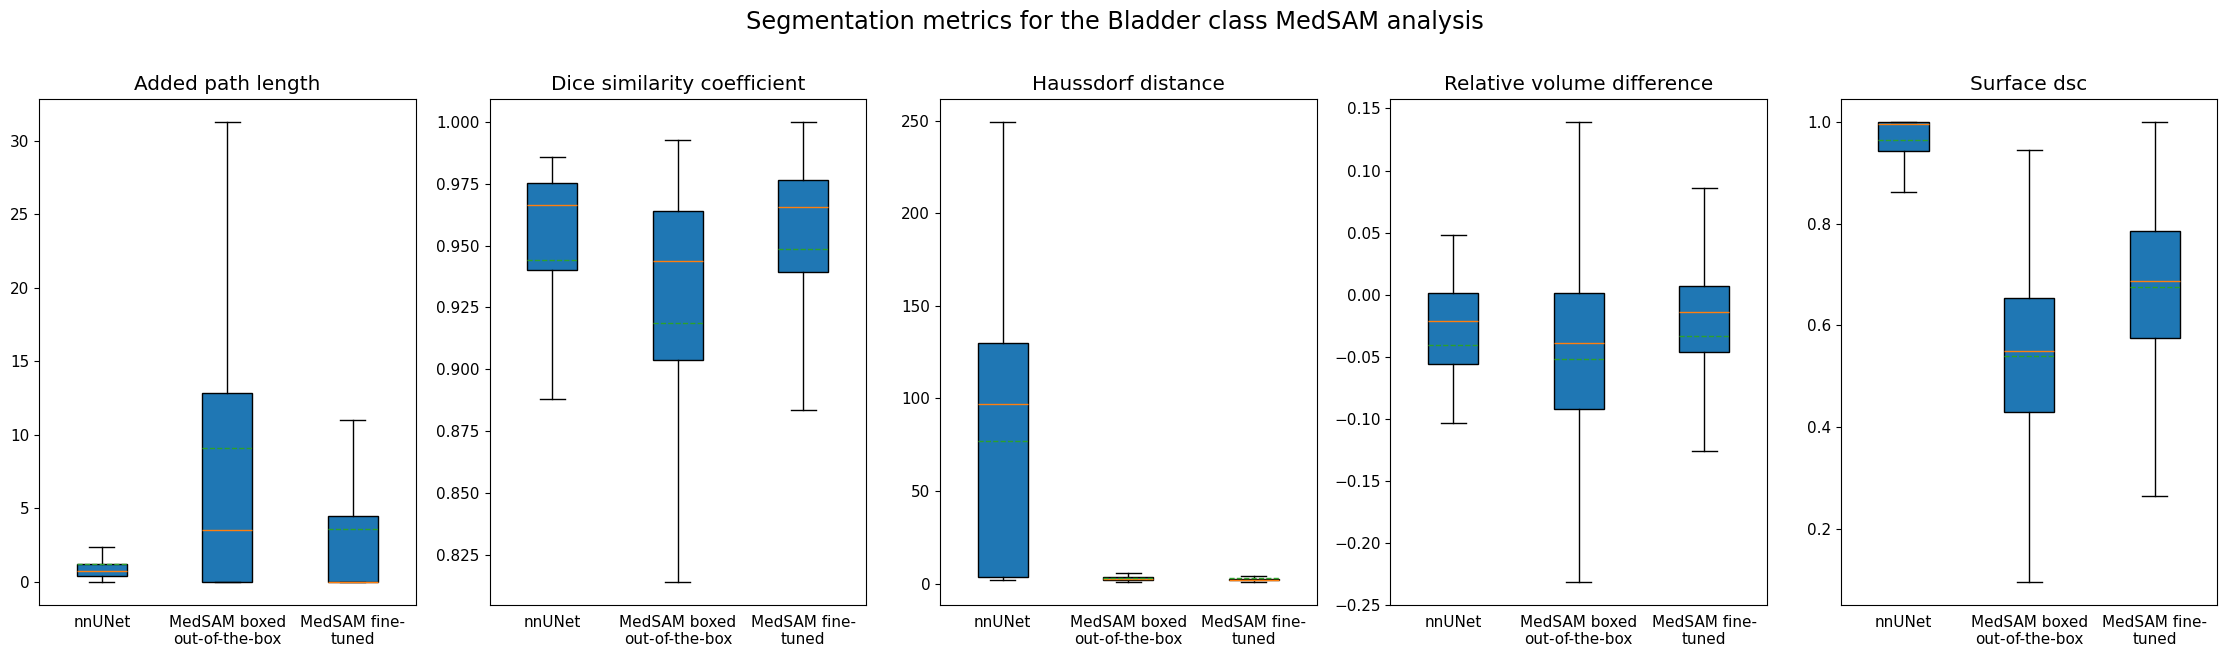 Segmentation metrics for the Bladder class MedSAM analysis
Added path length
30
25
20
15
10
5
0
nnUNet
MedSAM boxed
out-of-the-box
MedSAM fine-
tuned
Dice similarity coefficient
1.000
0.975
0.950
0.925
0.900
0.875
0.850
0.825
nnUNet
MedSAM boxed
out-of-the-box
MedSAM fine-
tuned
Haussdorf distance
250
200
150
100
50
0
nnUNet
MedSAM boxed
out-of-the-box
MedSAM fine-
tuned
Relative volume difference
0.15
0.10
0.05
0.00
−0.05
−0.10
−0.15
−0.20
−0.25
nnUNet
MedSAM boxed
out-of-the-box
MedSAM fine-
tuned
Surface dsc
1.0
0.8
0.6
0.4
0.2
nnUNet
MedSAM boxed
out-of-the-box
MedSAM fine-
tuned